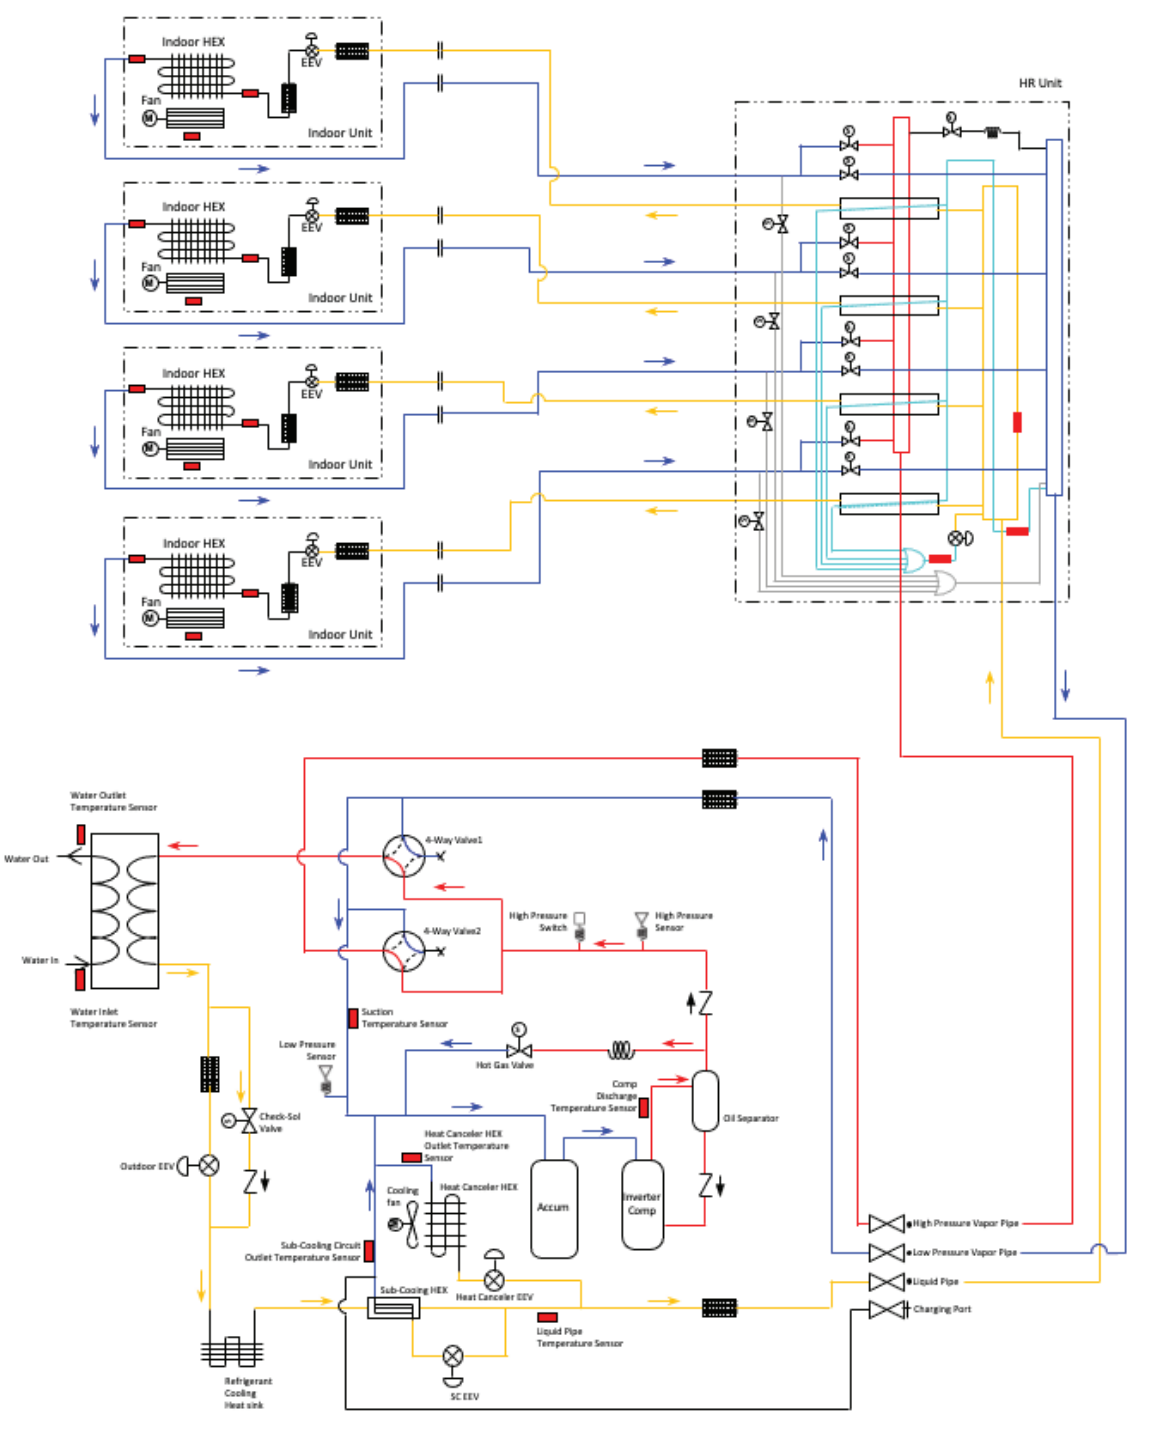 Indoor HEX
EEV
Fan
M
Indoor Unit
HR Unit
S
S
S
Indoor HEX
EEV
Fan
M
Indoor Unit
S
S
Indoor HEX
EEV
Fan
M
Indoor Unit
S
S
Indoor HEX
EEV
Fan
M
Indoor Unit
S
S
Water Outlet
Temperature Sensor
Water Out
Water In
Water Inlet
Temperature Sensor
4-Way Valve1
4-Way Valve2
High Pressure
Switch
High Pressure
Sensor
Suction
Temperature Sensor
Low Pressure
Sensor
S
Hot Gas Valve
Comp
Discharge
Temperature Sensor
Oil Separator
Check-Sol
Valve
Outdoor EEV
Heat Canceler HEX
Outlet Temperature
Sensor
Cooling
fan
Heat Canceler HEX
Accum
Inverter
Comp
Sub-Cooling Circuit
Outlet Temperature Sensor
Heat Canceler EEV
Sub-Cooing HEX
Liquid Pipe
Temperature Sensor
SC EEV
Refrigerant
Cooling
Heat sink
High Pressure Vapor Pipe
Low Pressure Vapor Pipe
Liquid Pipe
Charging Port